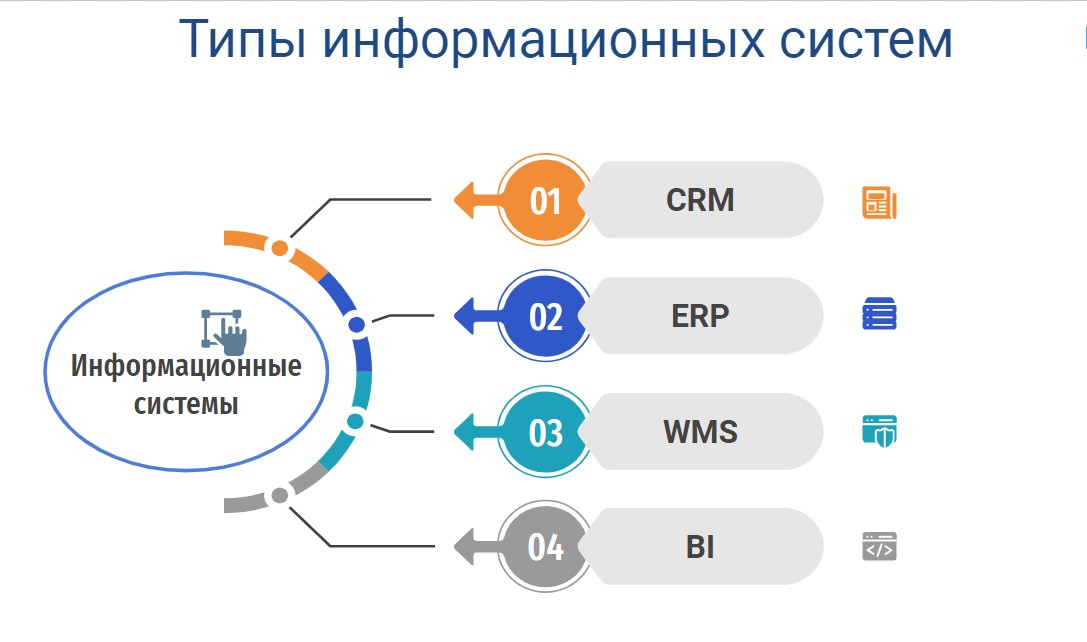 Типы информационных систем
Информационные
системы
01
CRM
02
ERP
03
WMS
04
BI